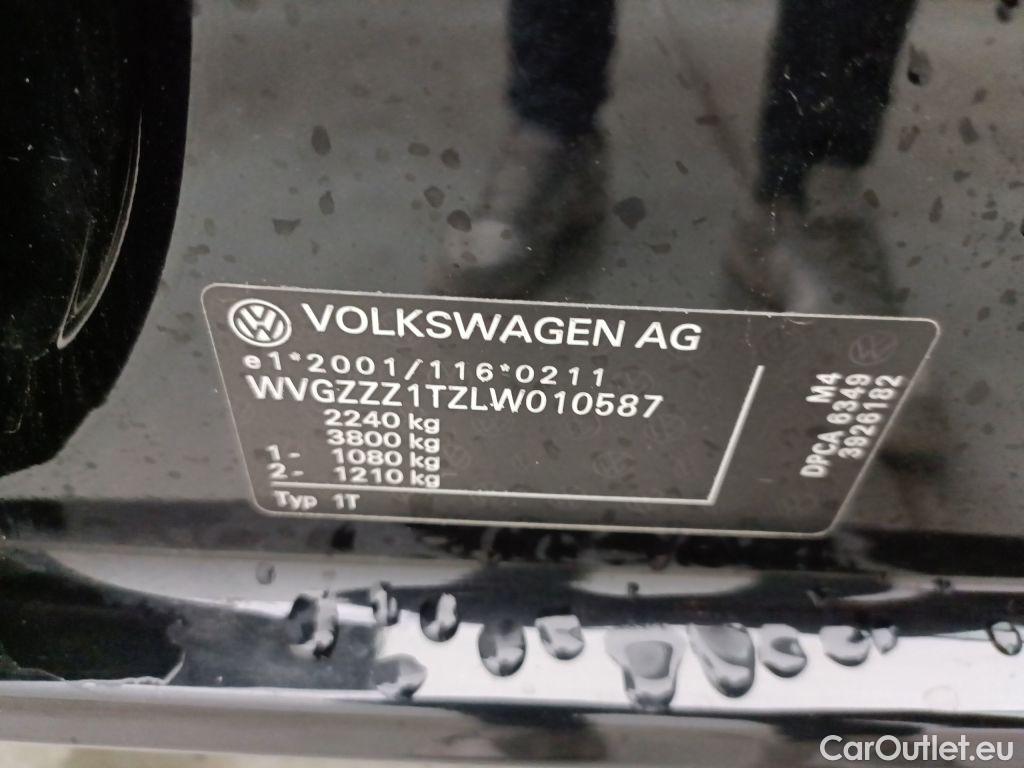 VOLKSWAGEN AG
e1*2001/116*0211
WVGZZZ1TZLW010587
2240 kg
3800 kg
1- 1080 kg
2- 1210 kg
Typ 1T
M4
DPCA 6349
3926182
CarOutlet.eu